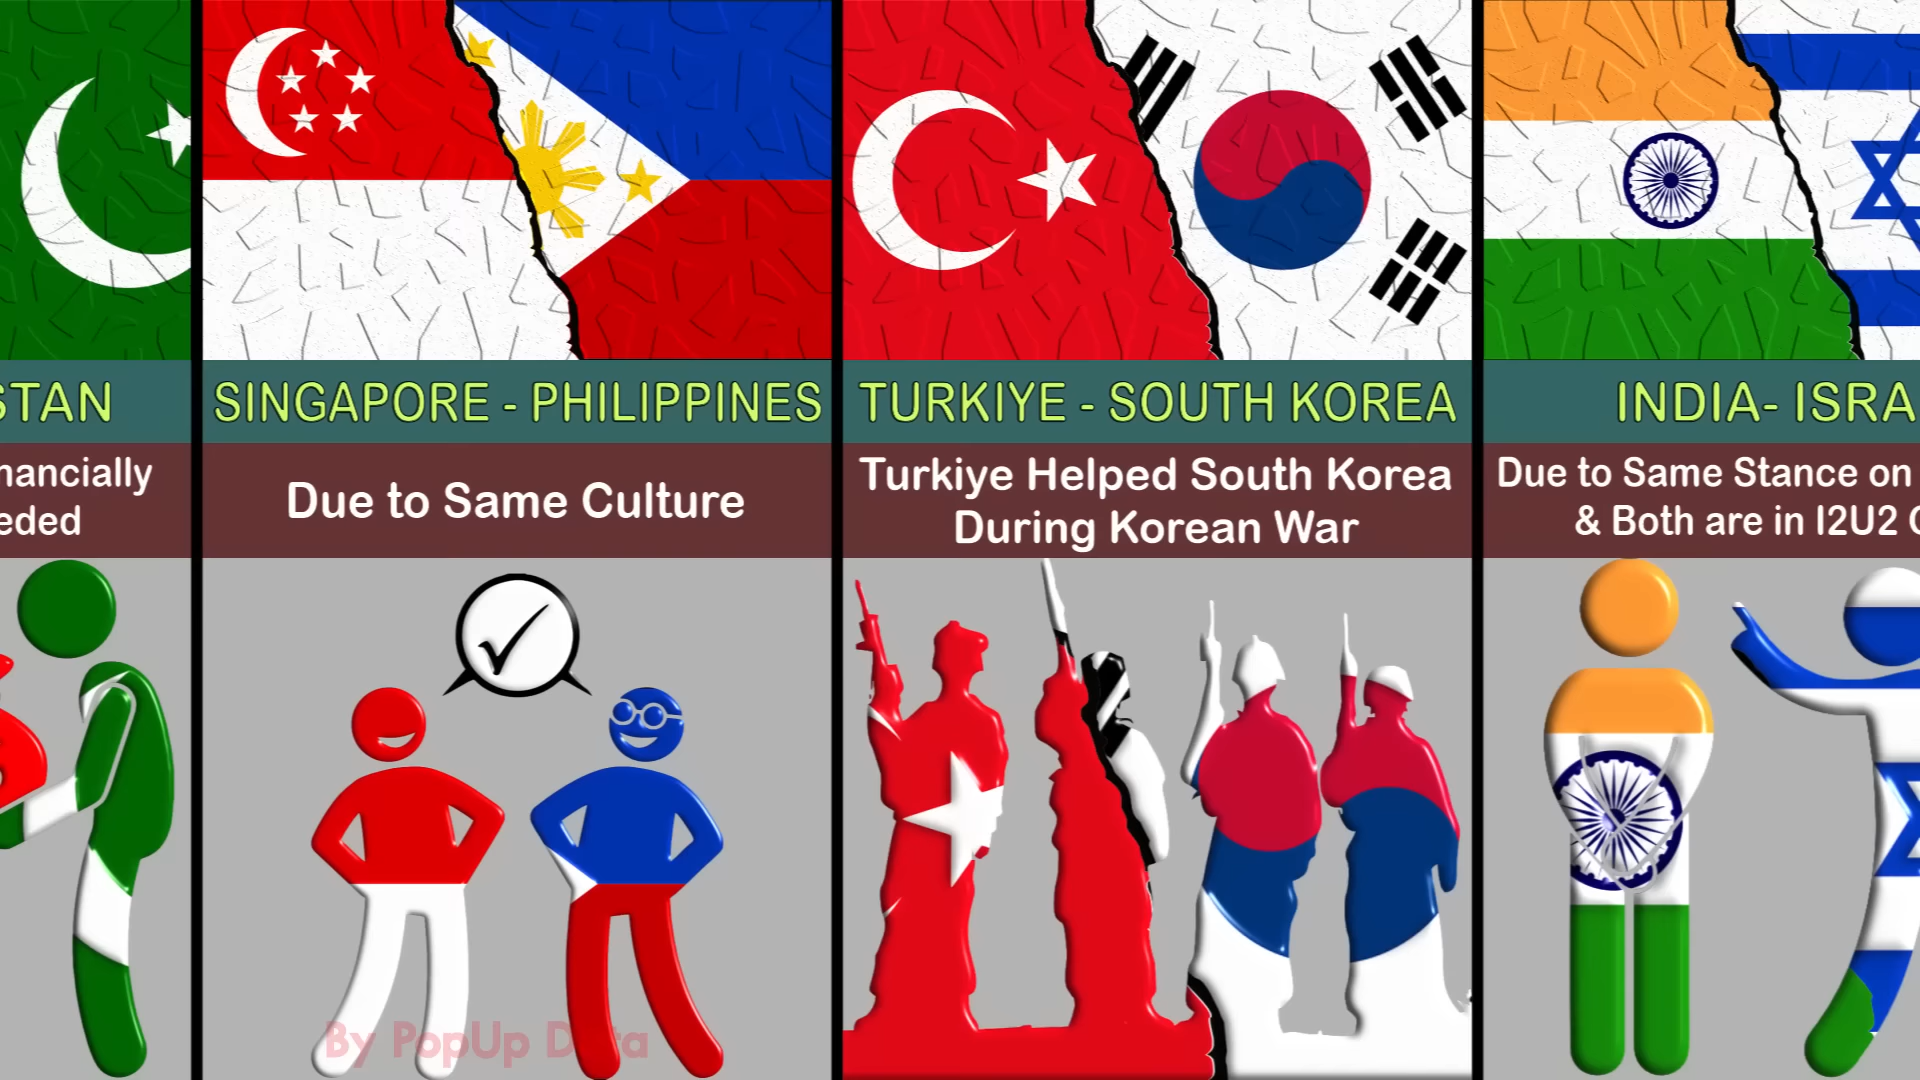 STAN
nancially
eded
SINGAPORE - PHILIPPINES
Due to Same Culture
TURKIYE - SOUTH KOREA
Turkiye Helped South Korea
During Korean War
INDIA- ISRA
Due to Same Stance on
& Both are in I2U2
By PopUp Data